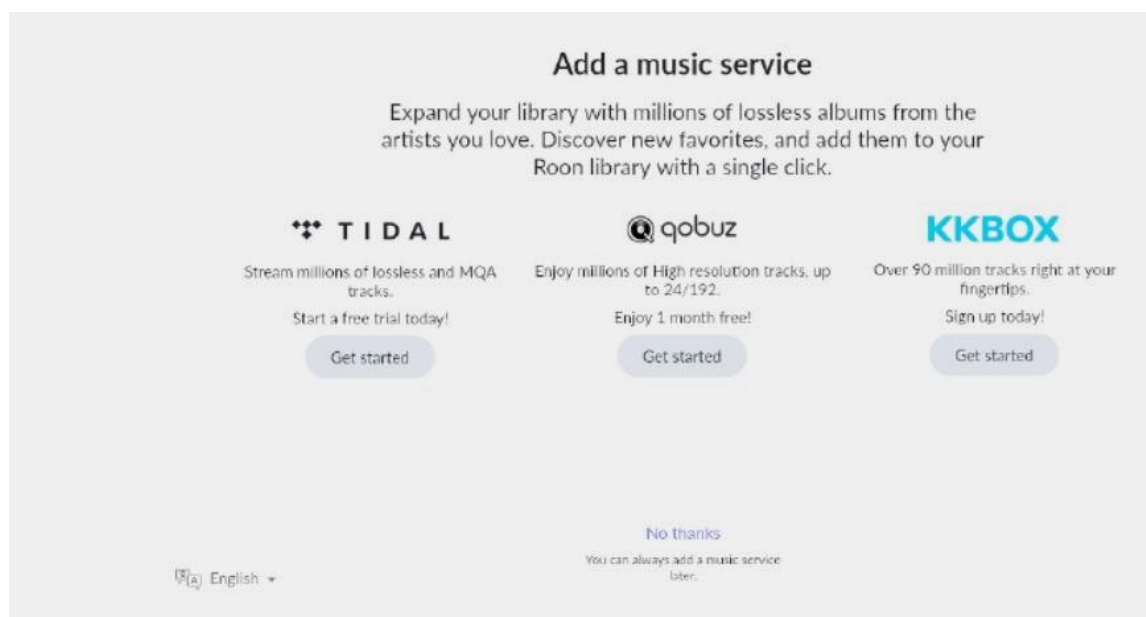 Add a music service
Expand your library with millions of lossless albums from the
artists you love. Discover new favorites, and add them to your
Roon library with a single click.
TIDAL
Stream millions of lossless and MQA
tracks.
Start a free trial today!
Get started
qobuz
Enjoy millions of High resolution tracks, up
to 24/192.
Enjoy 1 month free!
Get started
KKBOX
Over 90 million tracks right at your
fingertips.
Sign up today!
Get started
No thanks
You can always add a music service
later.
English